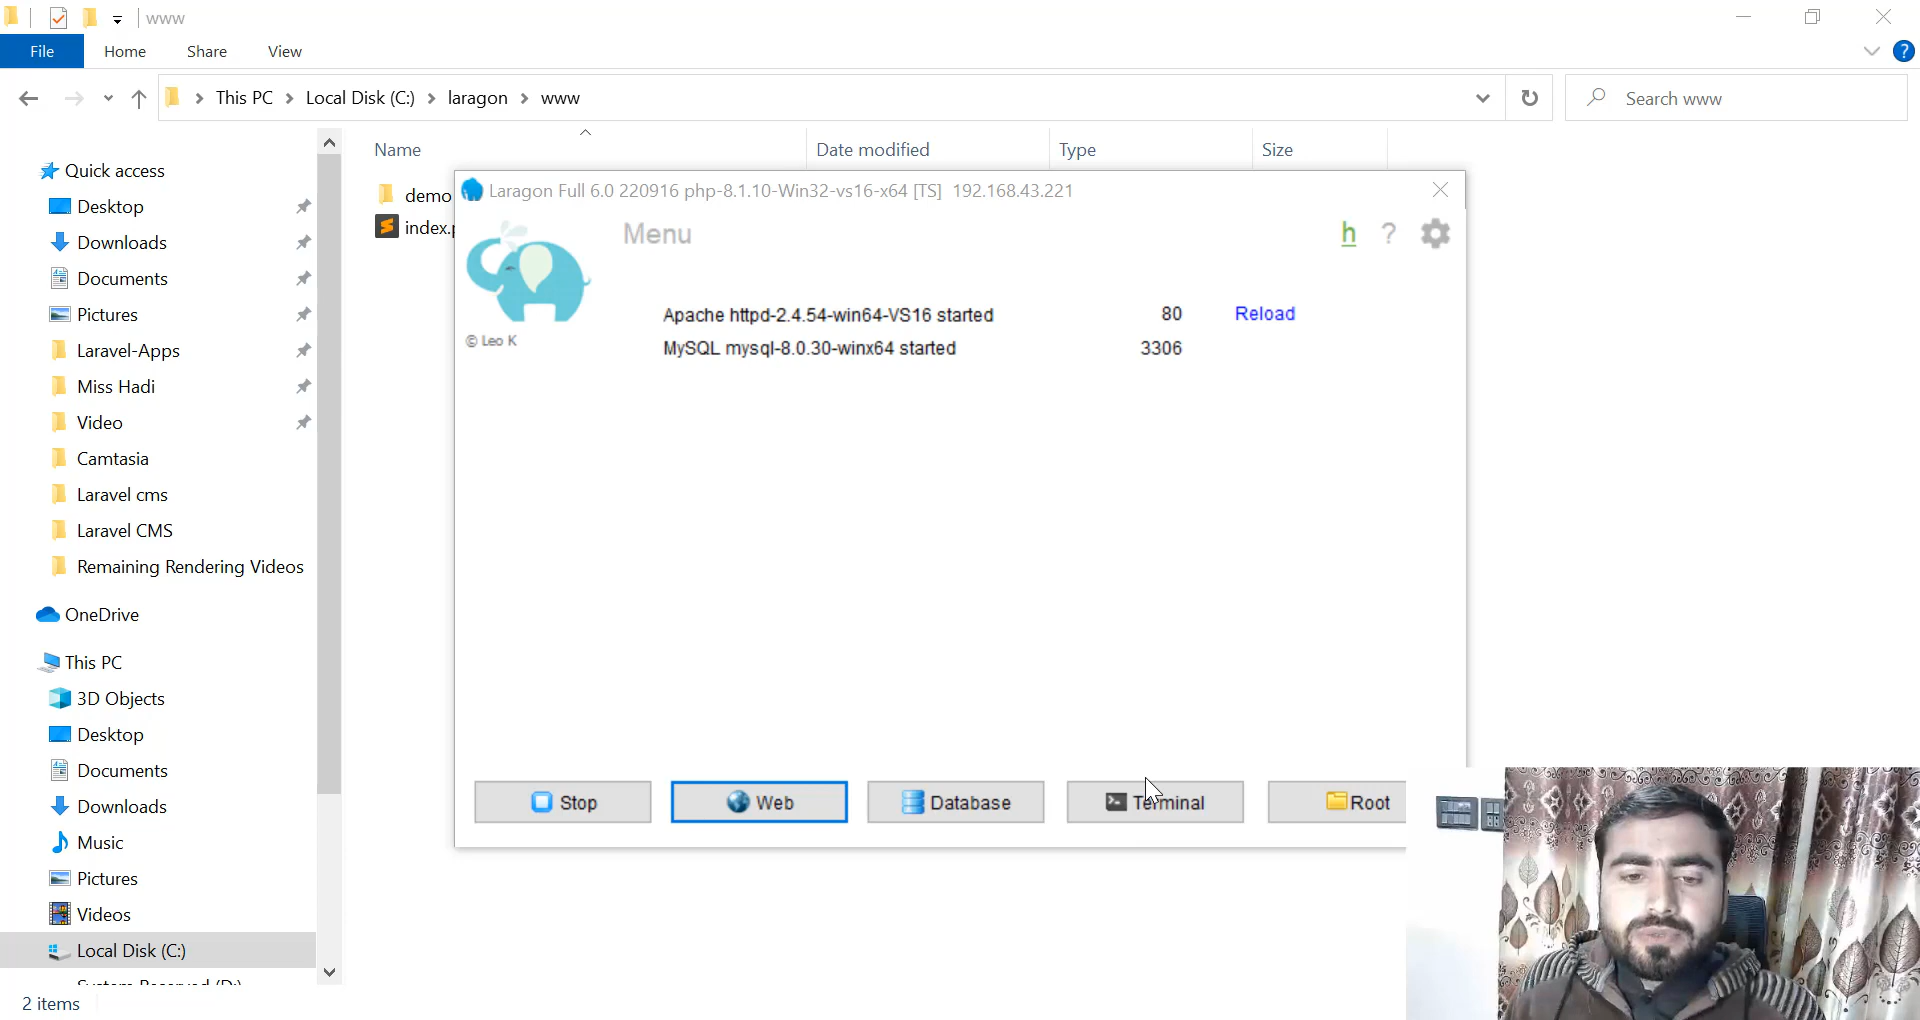 www
File Home Share View
This PC Local Disk (C:) laragon www
Search www
Name Date modified Type Size
Quick access
Desktop
Downloads
Documents
Pictures
Laravel-Apps
Miss Hadi
Video
Camtasia
Laravel cms
Laravel CMS
Remaining Rendering Videos
OneDrive
This PC
3D Objects
Desktop
Documents
Downloads
Music
Pictures
Videos
Local Disk (C:)
2 items
demo
index.p
Laragon Full 6.0 220916 php-8.1.10-Win32-vs16-x64 [TS] 192.168.43.221
Menu h ?
Apache httpd-2.4.54-win64-VS16 started 80 Reload
© Leo K
MySQL mysql-8.0.30-winx64 started 3306
Stop Web Database Terminal Root